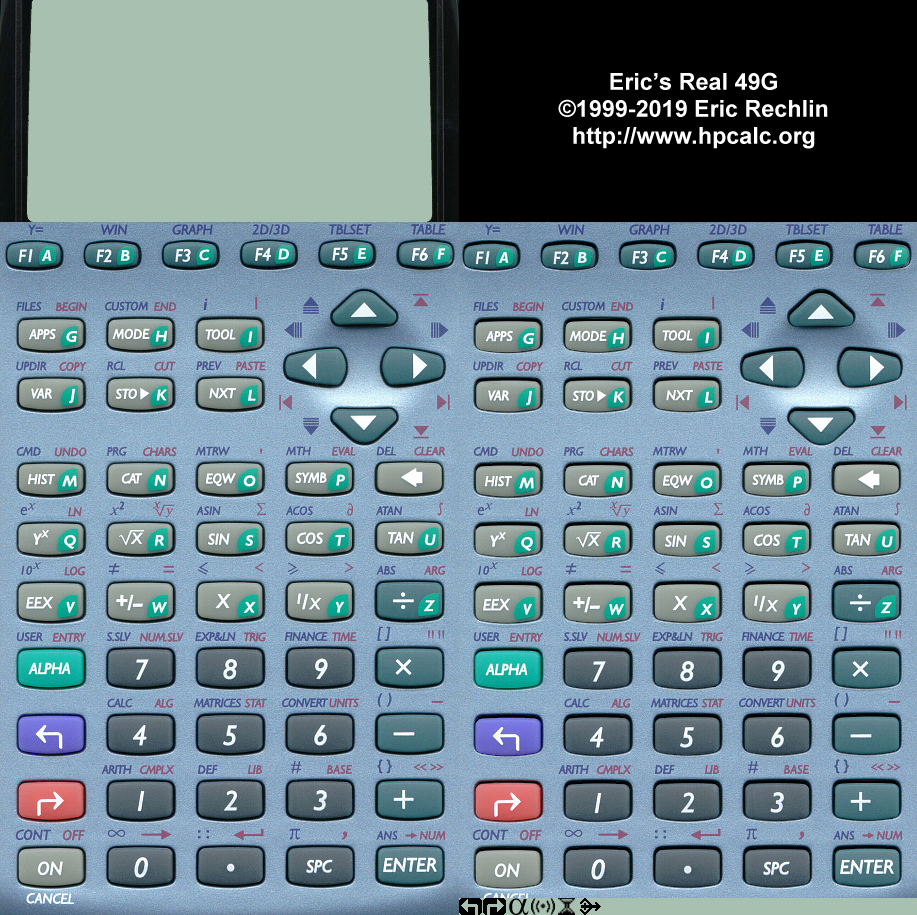 Eric's Real 49G
©1999-2019 Eric Rechlin
http://www.hpcalc.org
Y= WIN GRAPH 2D/3D TBLSET TABLE
F1 A F2 B F3 C F4 D F5 E F6 F
FILES BEGIN CUSTOM END i |
APPS G MODE H TOOL I
UPDIR COPY RCL CUT PREV PASTE
VAR J STO▶ K NXT L
CMD UNDO PRG CHARS MTRW ' MTH EVAL DEL CLEAR
HIST M CAT N EQW O SYMB P
eˣ LN x² ˣ√y ASIN Σ ACOS ∂ ATAN ∫
Yˣ Q √X R SIN S COS T TAN U
10ˣ LOG ≠ = ≤ < ≥ > ABS ARG
EEX V +/− W X X 1/X Y ÷ Z
USER ENTRY S.SLV NUM.SLV EXP&LN TRIG FINANCE TIME [ ] " "
ALPHA 7 8 9 ×
CALC ALG MATRICES STAT CONVERT UNITS ( ) _
4 5 6 −
ARITH CMPLX DEF LIB # BASE { } << >>
1 2 3 +
CONT OFF ∞ → : : ↵ π , ANS →NUM
ON 0 . SPC ENTER
CANCEL
Y= WIN GRAPH 2D/3D TBLSET TABLE
F1 A F2 B F3 C F4 D F5 E F6 F
FILES BEGIN CUSTOM END i |
APPS G MODE H TOOL I
UPDIR COPY RCL CUT PREV PASTE
VAR J STO▶ K NXT L
CMD UNDO PRG CHARS MTRW ' MTH EVAL DEL CLEAR
HIST M CAT N EQW O SYMB P
eˣ LN x² ˣ√y ASIN Σ ACOS ∂ ATAN ∫
Yˣ Q √X R SIN S COS T TAN U
10ˣ LOG ≠ = ≤ < ≥ > ABS ARG
EEX V +/− W X X 1/X Y ÷ Z
USER ENTRY S.SLV NUM.SLV EXP&LN TRIG FINANCE TIME [ ] " "
ALPHA 7 8 9 ×
CALC ALG MATRICES STAT CONVERT UNITS ( ) _
4 5 6 −
ARITH CMPLX DEF LIB # BASE { } << >>
1 2 3 +
CONT OFF ∞ → : : ↵ π , ANS →NUM
ON 0 . SPC ENTER
CANCEL
α